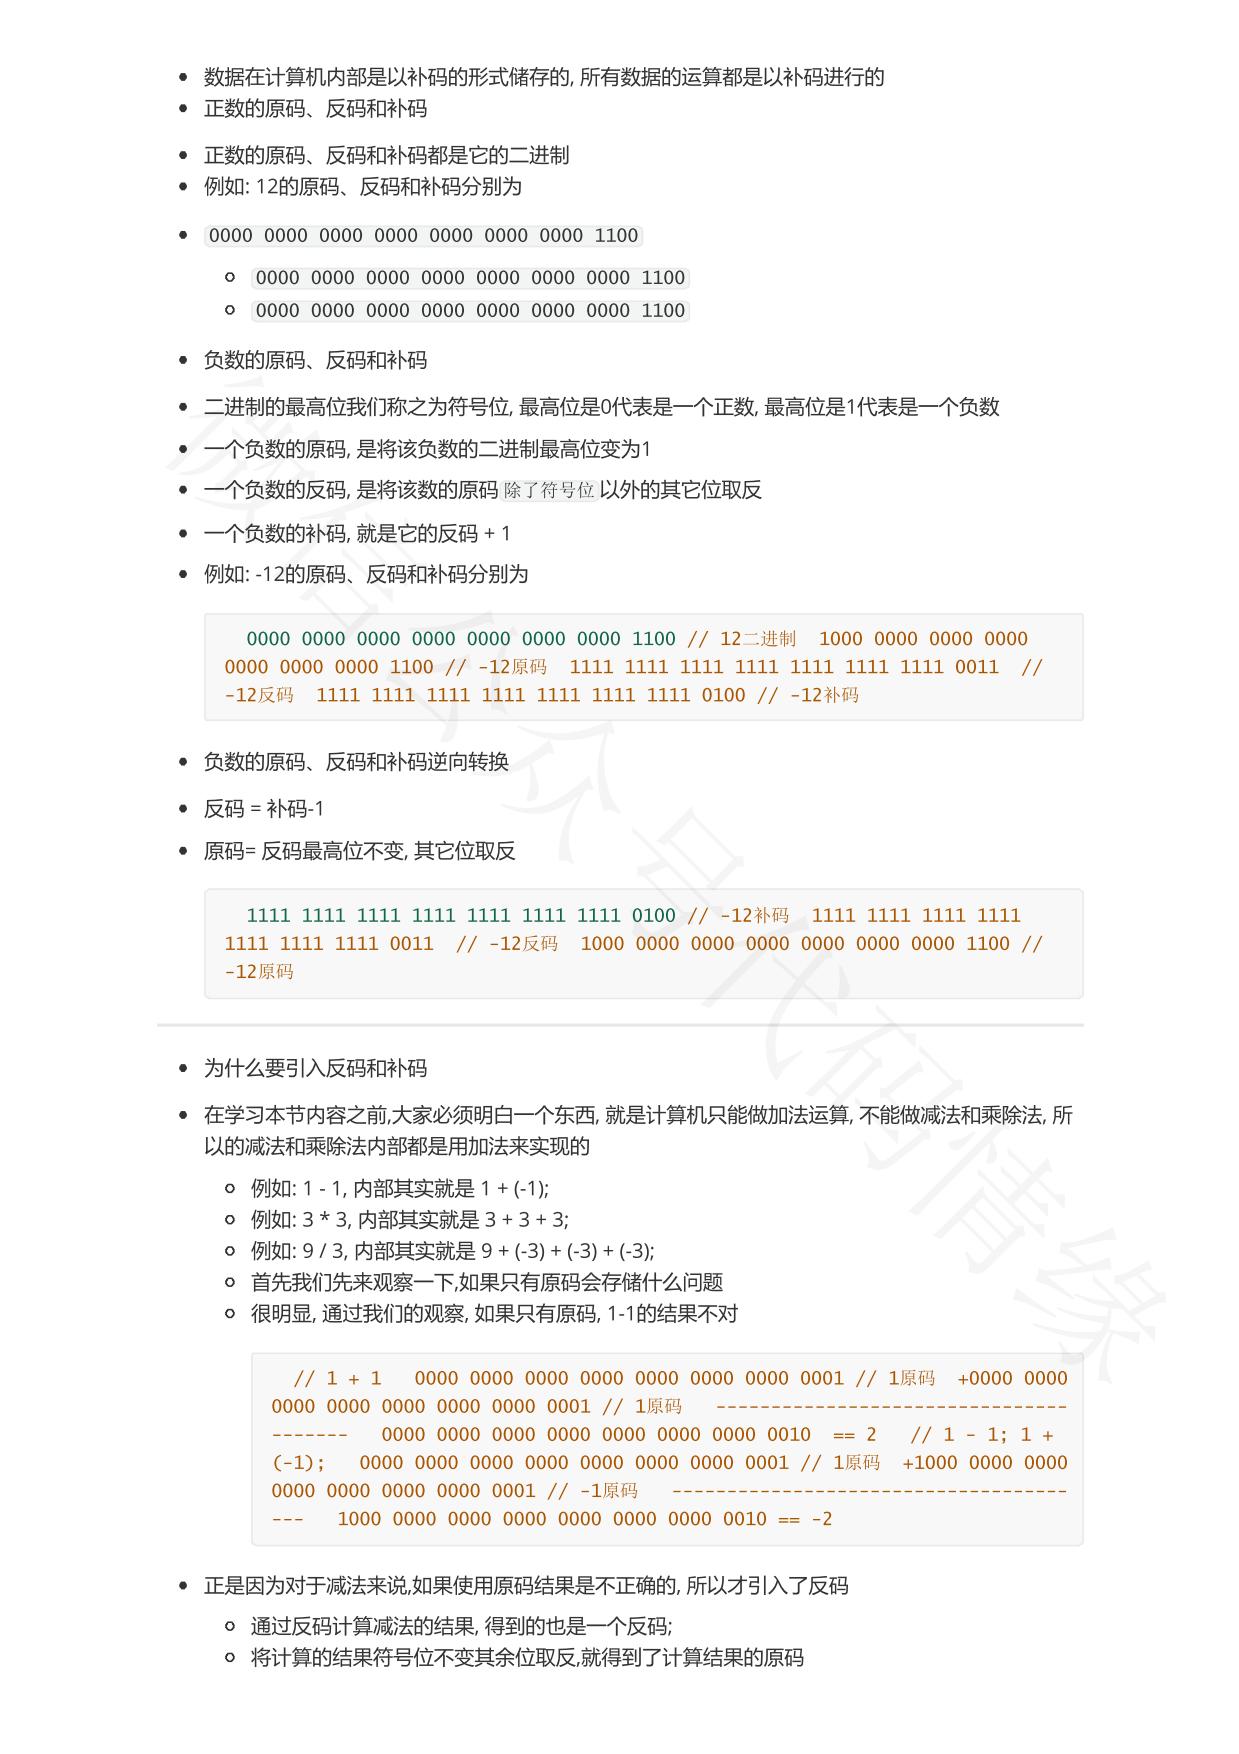 数据在计算机内部是以补码的形式储存的, 所有数据的运算都是以补码进行的
正数的原码、反码和补码
正数的原码、反码和补码都是它的二进制
例如: 12的原码、反码和补码分别为
0000 0000 0000 0000 0000 0000 0000 1100
0000 0000 0000 0000 0000 0000 0000 1100
0000 0000 0000 0000 0000 0000 0000 1100
负数的原码、反码和补码
二进制的最高位我们称之为符号位, 最高位是0代表是一个正数, 最高位是1代表是一个负数
一个负数的原码, 是将该负数的二进制最高位变为1
一个负数的反码, 是将该数的原码除了符号位以外的其它位取反
一个负数的补码, 就是它的反码 + 1
例如: -12的原码、反码和补码分别为
0000 0000 0000 0000 0000 0000 0000 1100 // 12二进制  1000 0000 0000 0000
0000 0000 0000 1100 // -12原码  1111 1111 1111 1111 1111 1111 1111 0011  //
-12反码  1111 1111 1111 1111 1111 1111 1111 0100 // -12补码
负数的原码、反码和补码逆向转换
反码 = 补码-1
原码= 反码最高位不变, 其它位取反
1111 1111 1111 1111 1111 1111 1111 0100 // -12补码  1111 1111 1111 1111
1111 1111 1111 0011  // -12反码  1000 0000 0000 0000 0000 0000 0000 1100 //
-12原码
为什么要引入反码和补码
在学习本节内容之前,大家必须明白一个东西, 就是计算机只能做加法运算, 不能做减法和乘除法, 所
以的减法和乘除法内部都是用加法来实现的
例如: 1 - 1, 内部其实就是 1 + (-1);
例如: 3 * 3, 内部其实就是 3 + 3 + 3;
例如: 9 / 3, 内部其实就是 9 + (-3) + (-3) + (-3);
首先我们先来观察一下,如果只有原码会存储什么问题
很明显, 通过我们的观察, 如果只有原码, 1-1的结果不对
// 1 + 1   0000 0000 0000 0000 0000 0000 0000 0001 // 1原码  +0000 0000
0000 0000 0000 0000 0000 0001 // 1原码   --------------------------------
-------   0000 0000 0000 0000 0000 0000 0000 0010  == 2   // 1 - 1; 1 +
(-1);   0000 0000 0000 0000 0000 0000 0000 0001 // 1原码  +1000 0000 0000
0000 0000 0000 0000 0001 // -1原码   ------------------------------------
---   1000 0000 0000 0000 0000 0000 0000 0010 == -2
正是因为对于减法来说,如果使用原码结果是不正确的, 所以才引入了反码
通过反码计算减法的结果, 得到的也是一个反码;
将计算的结果符号位不变其余位取反,就得到了计算结果的原码
微信公众号代码情缘